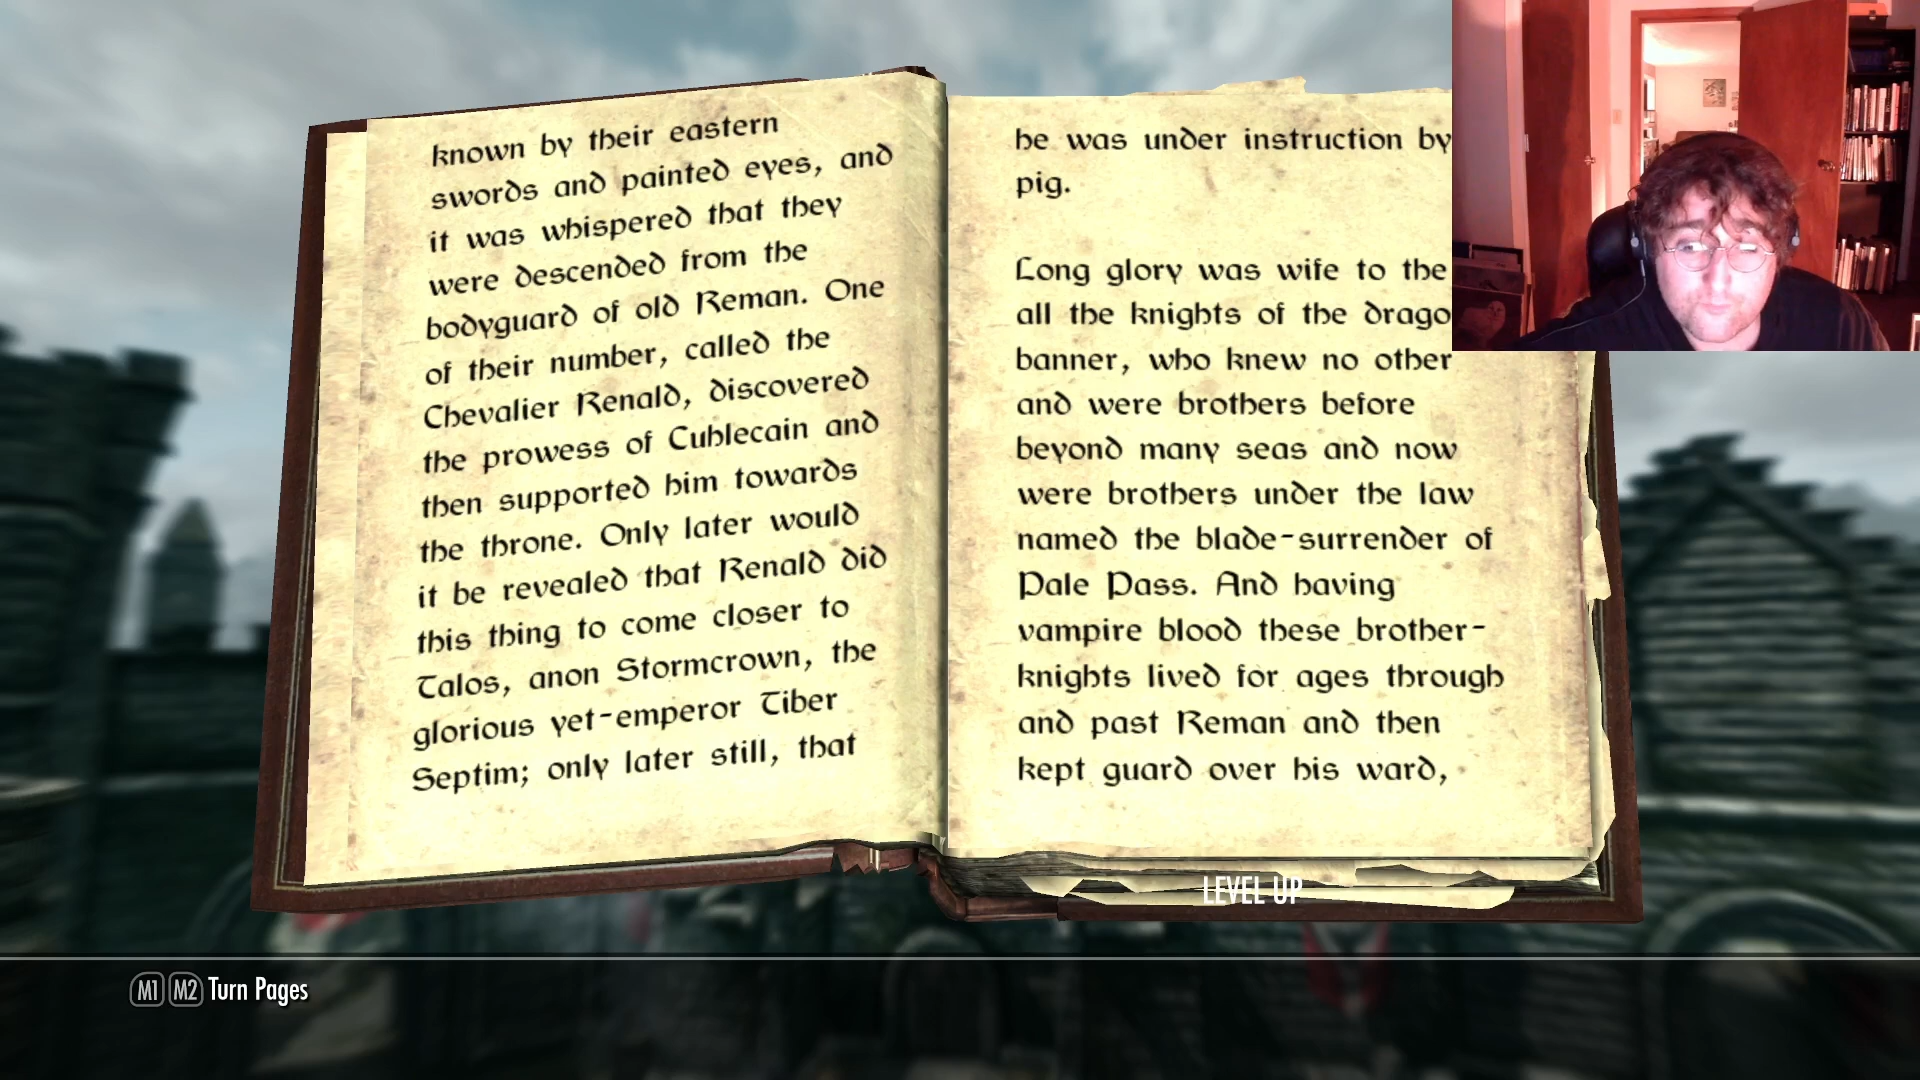 known by their eastern
swords and painted eyes, and
it was whispered that they
were descended from the
bodyguard of old Reman. One
of their number, called the
Chevalier Renald, discovered
the prowess of Cuhlecain and
then supported him towards
the throne. Only later would
it be revealed that Renald did
this thing to come closer to
Talos, anon Stormcrown, the
glorious yet-emperor Tiber
Septim; only later still, that
he was under instruction by
pig.
Long glory was wife to the
all the knights of the drago
banner, who knew no other
and were brothers before
beyond many seas and now
were brothers under the law
named the blade-surrender of
Pale Pass. And having
vampire blood these brother-
knights lived for ages through
and past Reman and then
kept guard over his ward,
LEVEL UP
M1 M2 Turn Pages